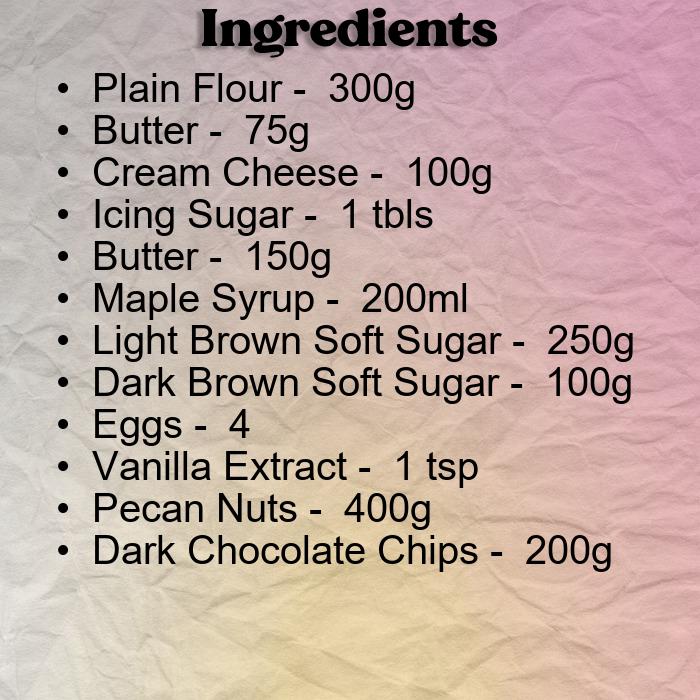 Ingredients
• Plain Flour - 300g
• Butter - 75g
• Cream Cheese - 100g
• Icing Sugar - 1 tbls
• Butter - 150g
• Maple Syrup - 200ml
• Light Brown Soft Sugar - 250g
• Dark Brown Soft Sugar - 100g
• Eggs - 4
• Vanilla Extract - 1 tsp
• Pecan Nuts - 400g
• Dark Chocolate Chips - 200g